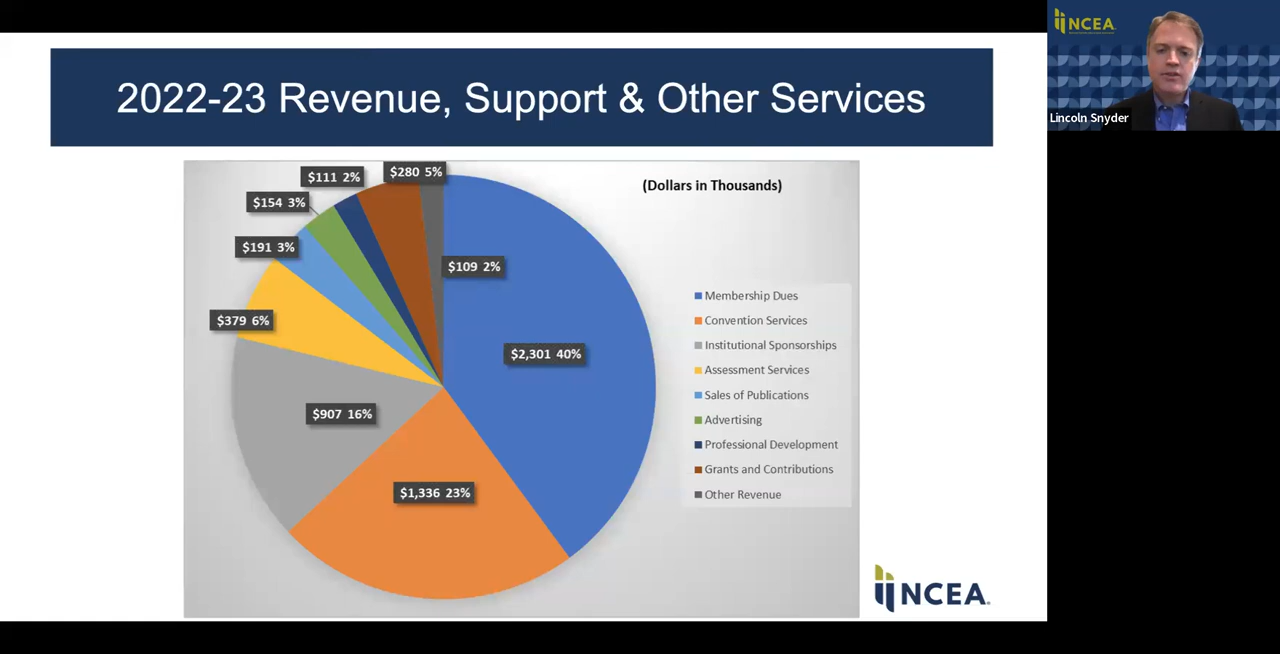 2022-23 Revenue, Support & Other Services
NCEA
Lincoln Snyder
(Dollars in Thousands)
$280 5%
$111 2%
$154 3%
$191 3%
$109 2%
$379 6%
$2,301 40%
$907 16%
$1,336 23%
Membership Dues
Convention Services
Institutional Sponsorships
Assessment Services
Sales of Publications
Advertising
Professional Development
Grants and Contributions
Other Revenue
NCEA